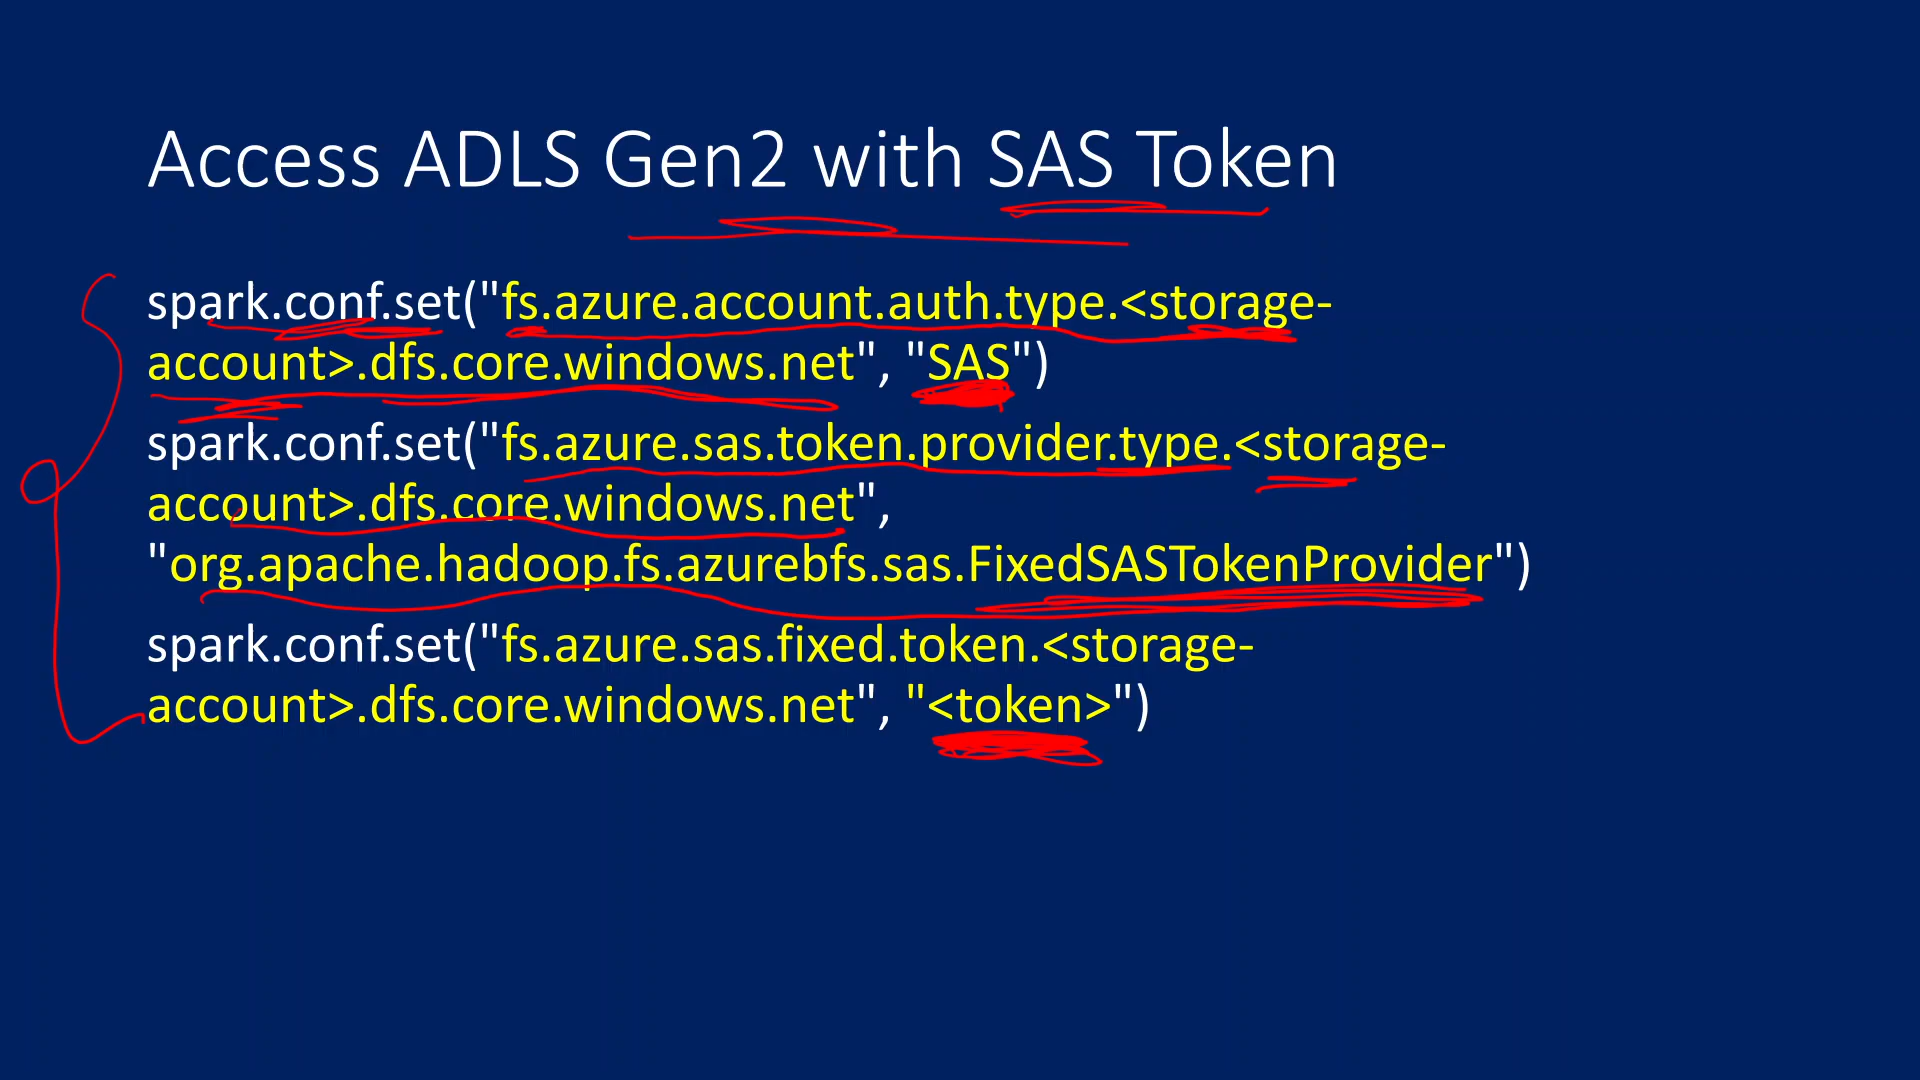 Access ADLS Gen2 with SAS Token
spark.conf.set("fs.azure.account.auth.type.<storage-
account>.dfs.core.windows.net", "SAS")
spark.conf.set("fs.azure.sas.token.provider.type.<storage-
account>.dfs.core.windows.net",
"org.apache.hadoop.fs.azurebfs.sas.FixedSASTokenProvider")
spark.conf.set("fs.azure.sas.fixed.token.<storage-
account>.dfs.core.windows.net", "<token>")